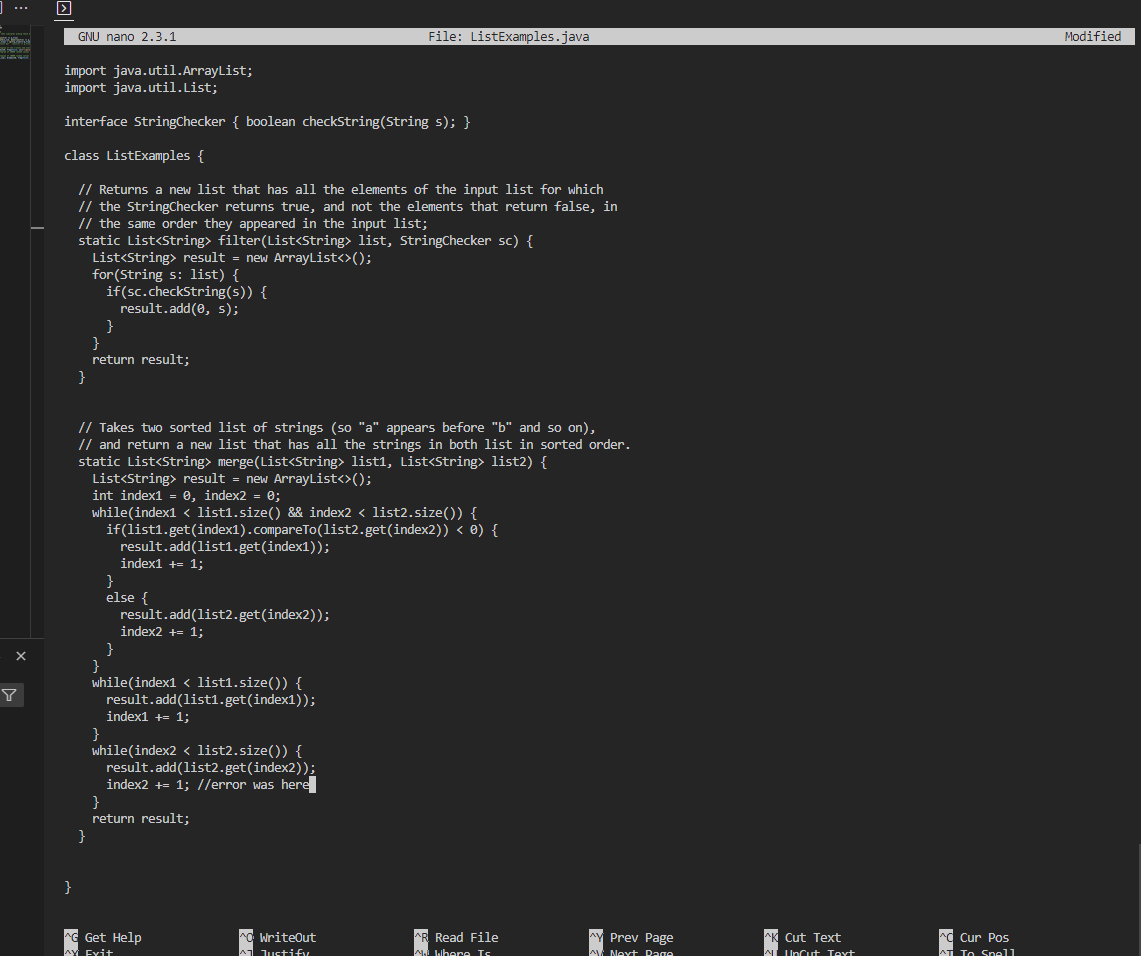 GNU nano 2.3.1 File: ListExamples.java Modified
import java.util.ArrayList;
import java.util.List;
interface StringChecker { boolean checkString(String s); }
class ListExamples {
// Returns a new list that has all the elements of the input list for which
// the StringChecker returns true, and not the elements that return false, in
// the same order they appeared in the input list;
static List<String> filter(List<String> list, StringChecker sc) {
List<String> result = new ArrayList<>();
for(String s: list) {
if(sc.checkString(s)) {
result.add(0, s);
}
}
return result;
}
// Takes two sorted list of strings (so "a" appears before "b" and so on),
// and return a new list that has all the strings in both list in sorted order.
static List<String> merge(List<String> list1, List<String> list2) {
List<String> result = new ArrayList<>();
int index1 = 0, index2 = 0;
while(index1 < list1.size() && index2 < list2.size()) {
if(list1.get(index1).compareTo(list2.get(index2)) < 0) {
result.add(list1.get(index1));
index1 += 1;
}
else {
result.add(list2.get(index2));
index2 += 1;
}
}
while(index1 < list1.size()) {
result.add(list1.get(index1));
index1 += 1;
}
while(index2 < list2.size()) {
result.add(list2.get(index2));
index2 += 1; //error was here
}
return result;
}
}
^G Get Help ^O WriteOut ^R Read File ^Y Prev Page ^K Cut Text ^C Cur Pos
^X Exit ^J Justify ^W Where Is ^V Next Page ^U UnCut Text ^T To Spell